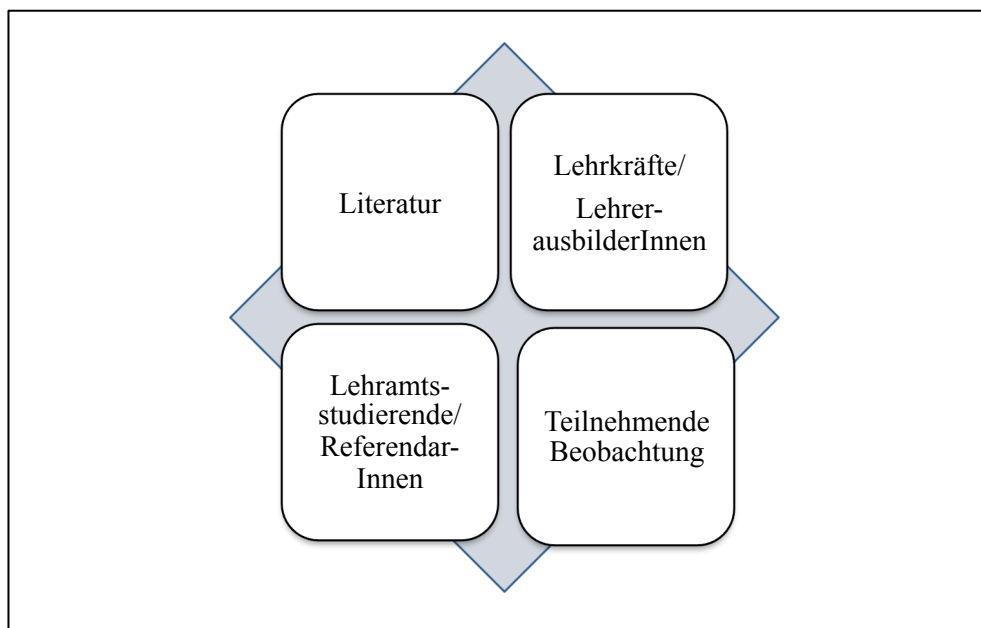 Literatur
Lehrkräfte/
Lehrer-
ausbilderInnen
Lehramts-
studierende/
Referendar-
Innen
Teilnehmende
Beobachtung